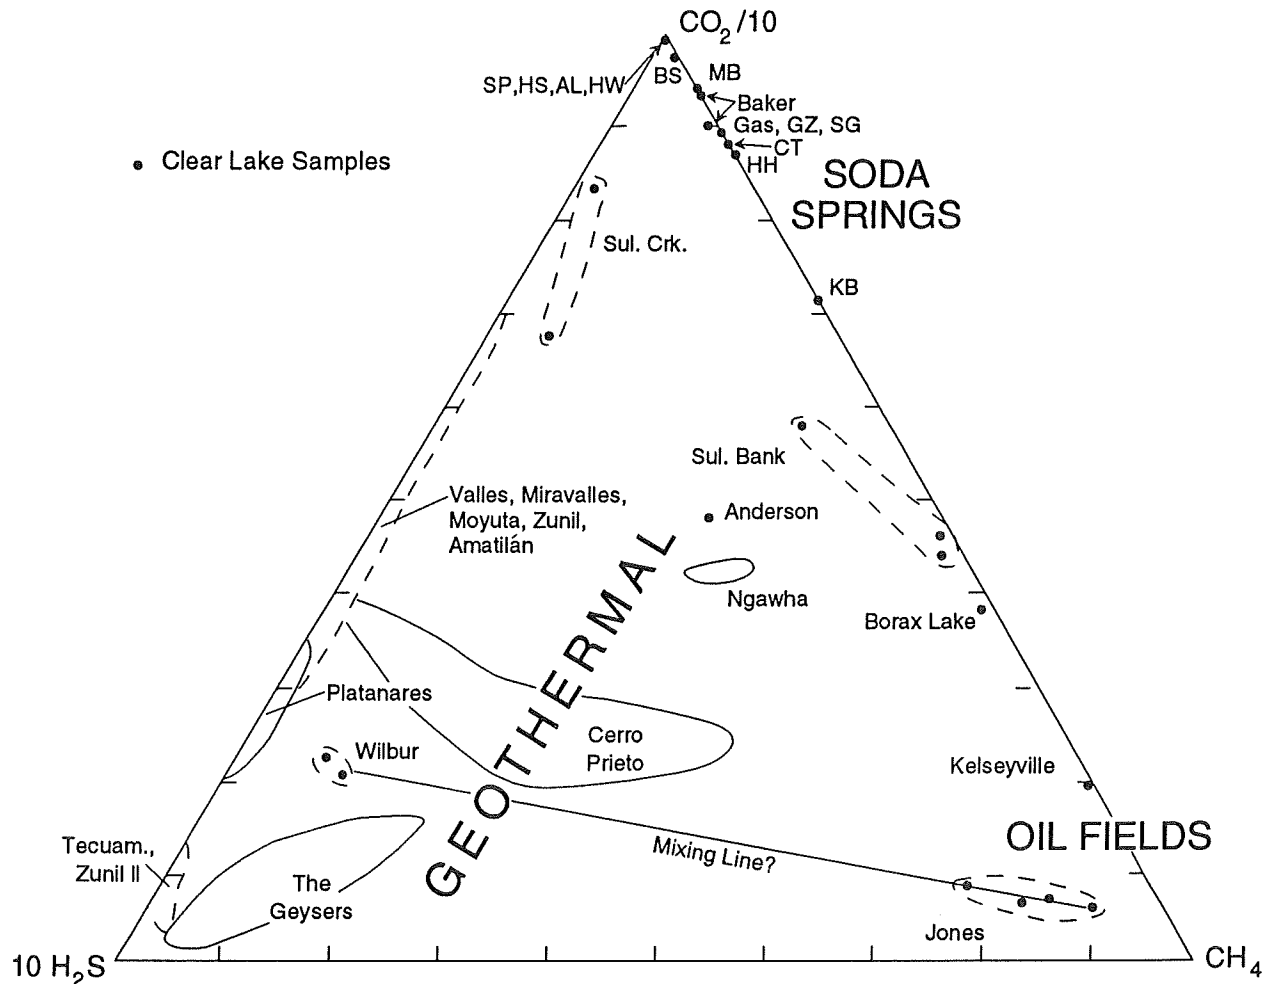 CO2/10
SP,HS,AL,HW
BS
MB
Baker
Gas, GZ, SG
CT
HH
Clear Lake Samples
SODA
SPRINGS
Sul. Crk.
KB
Sul. Bank
Valles, Miravalles,
Moyuta, Zunil,
Amatilán
Anderson
GEOTHERMAL
Ngawha
Borax Lake
Platanares
Cerro
Prieto
Wilbur
Kelseyville
OIL FIELDS
Mixing Line?
Tecuam.,
Zunil II
The
Geysers
Jones
10 H2S
CH4